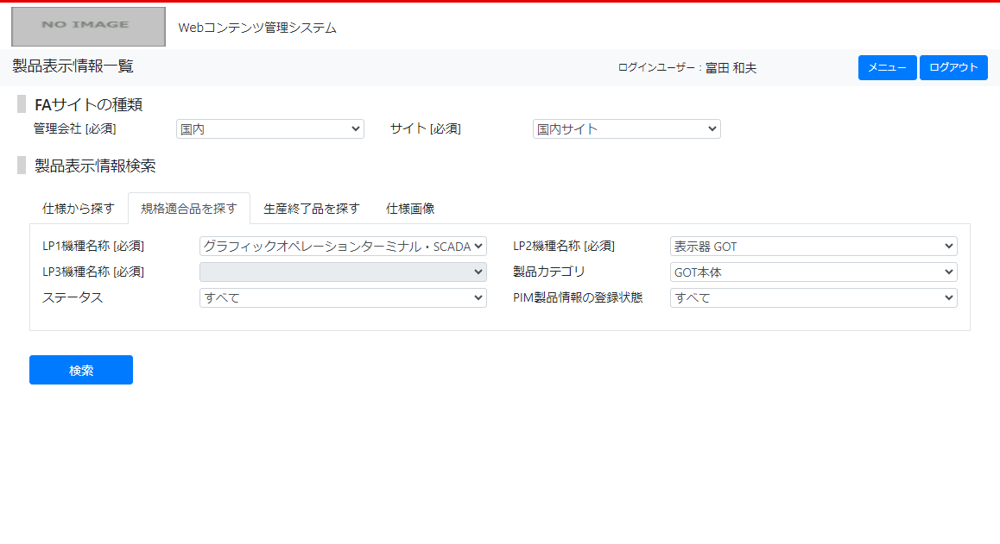 NO IMAGE Webコンテンツ管理システム
製品表示情報一覧 ログインユーザー : 富田 和夫 メニュー ログアウト
FAサイトの種類
管理会社 [必須] 国内 サイト [必須] 国内サイト
製品表示情報検索
仕様から探す 規格適合品を探す 生産終了品を探す 仕様画像
LP1機種名称 [必須] グラフィックオペレーションターミナル・SCADA LP2機種名称 [必須] 表示器 GOT
LP3機種名称 [必須] 製品カテゴリ GOT本体
ステータス すべて PIM製品情報の登録状態 すべて
検索